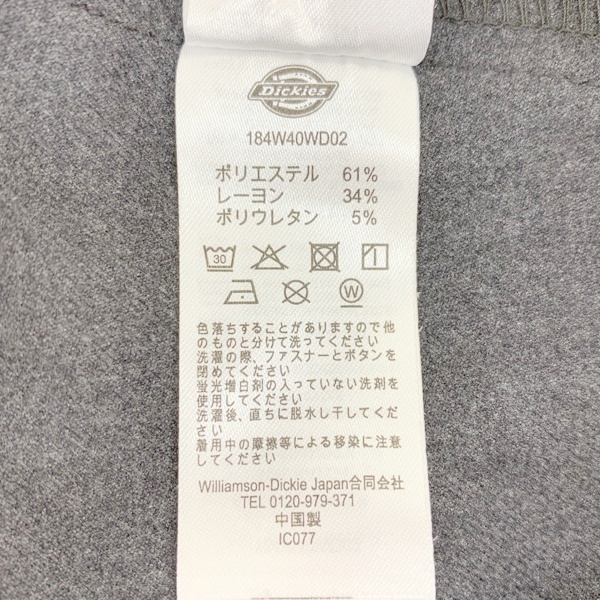 Dickies
184W40WD02
ポリエステル 61%
レーヨン 34%
ポリウレタン 5%
30
W
色落ちすることがありますので他
のものと分けて洗ってください
洗濯の際、ファスナーとボタンを
閉めてください
蛍光増白剤の入っていない洗剤を
使用してください
洗濯後、直ちに脱水し干してくだ
さい
着用中の摩擦等による移染に注意
してください
Williamson-Dickie Japan合同会社
TEL 0120-979-371
中国製
IC077